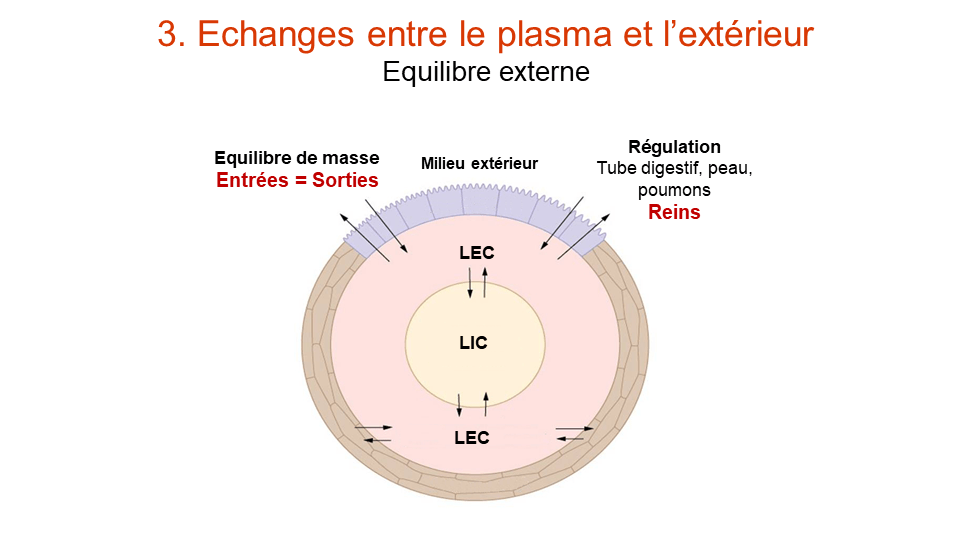 3. Echanges entre le plasma et l’extérieur
Equilibre externe
Equilibre de masse
Entrées = Sorties
Milieu extérieur
Régulation
Tube digestif, peau,
poumons
Reins
LEC
LIC
LEC